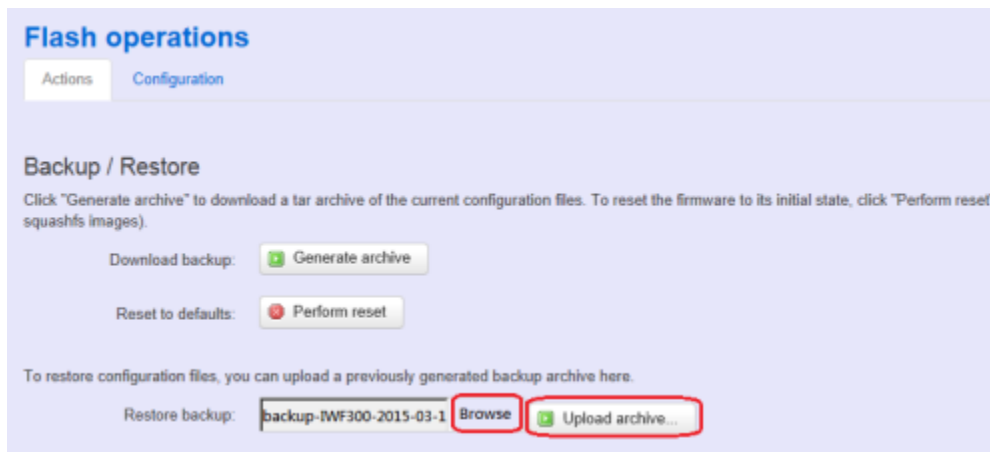 Flash operations
Actions Configuration
Backup / Restore
Click "Generate archive" to download a tar archive of the current configuration files. To reset the firmware to its initial state, click "Perform reset
squashfs images).
Download backup: Generate archive
Reset to defaults: Perform reset
To restore configuration files, you can upload a previously generated backup archive here.
Restore backup: backup-IWF300-2015-03-1 Browse Upload archive...